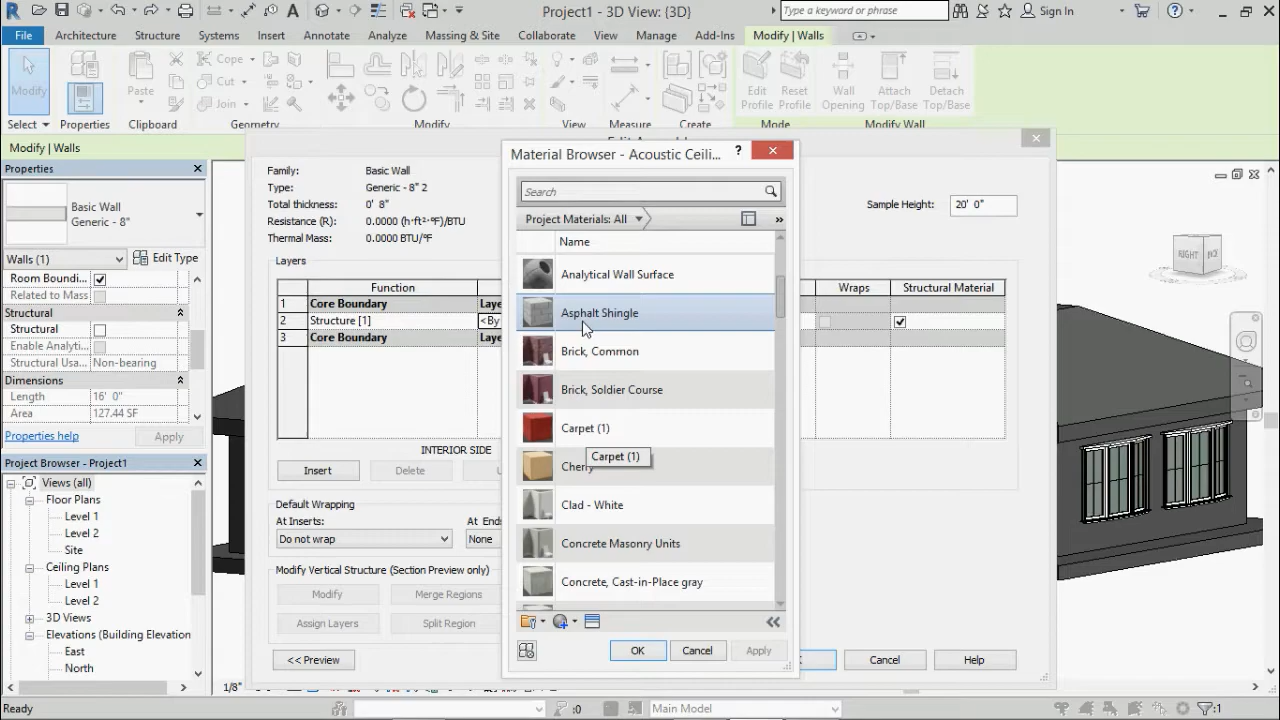 Project1 - 3D View: {3D}
Type a keyword or phrase
Sign In
File
Architecture
Structure
Systems
Insert
Annotate
Analyze
Massing & Site
Collaborate
View
Manage
Add-Ins
Modify | Walls
Modify
Paste
Cope
Cut
Join
Edit
Profile
Reset
Profile
Wall
Opening
Attach
Top/Base
Detach
Top/Base
Select
Properties
Clipboard
Geometry
Modify
View
Measure
Create
Mode
Modify Wall
Modify | Walls
Properties
Basic Wall
Generic - 8"
Walls (1)
Edit Type
Room Boundi...
Related to Mass
Structural
Structural
Enable Analyti...
Structural Usa...
Non-bearing
Dimensions
Length
16' 0"
Area
127.44 SF
Properties help
Apply
Project Browser - Project1
Views (all)
Floor Plans
Level 1
Level 2
Site
Ceiling Plans
Level 1
Level 2
3D Views
Elevations (Building Elevation
East
North
Family:
Basic Wall
Type:
Generic - 8" 2
Total thickness:
0' 8"
Resistance (R):
0.0000 (h·ft²·°F)/BTU
Thermal Mass:
0.0000 BTU/°F
Sample Height:
20' 0"
Layers
Function
Wraps
Structural Material
1
Core Boundary
Laye
2
Structure [1]
<By
3
Core Boundary
Laye
INTERIOR SIDE
Insert
Delete
U
Default Wrapping
At Inserts:
At Ends
Do not wrap
None
Modify Vertical Structure (Section Preview only)
Modify
Merge Regions
Assign Layers
Split Region
<< Preview
Cancel
Help
Material Browser - Acoustic Ceili...
?
Search
Project Materials: All
»
Name
Analytical Wall Surface
Asphalt Shingle
Brick, Common
Brick, Soldier Course
Carpet (1)
Carpet (1)
Cherry
Clad - White
Concrete Masonry Units
Concrete, Cast-in-Place gray
OK
Cancel
Apply
RIGHT
1/8"
Ready
:0
Main Model
:1